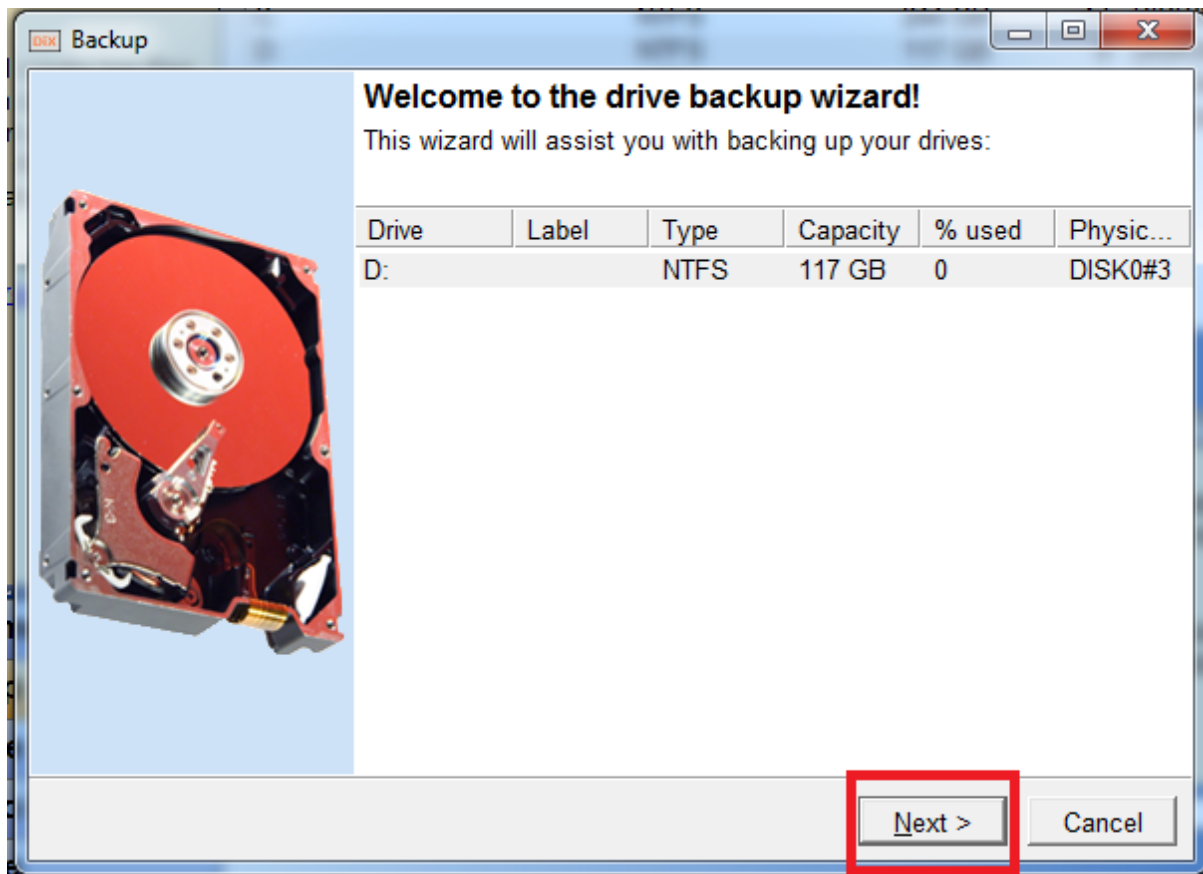 DiX Backup
Welcome to the drive backup wizard!
This wizard will assist you with backing up your drives:
Drive Label Type Capacity % used Physic...
D: NTFS 117 GB 0 DISK0#3
Next > Cancel